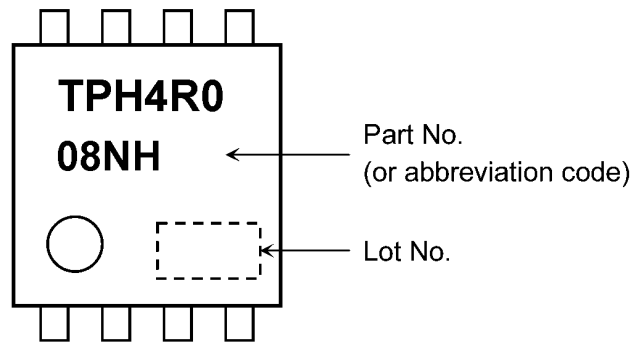 TPH4R0
08NH
Part No.
(or abbreviation code)
Lot No.